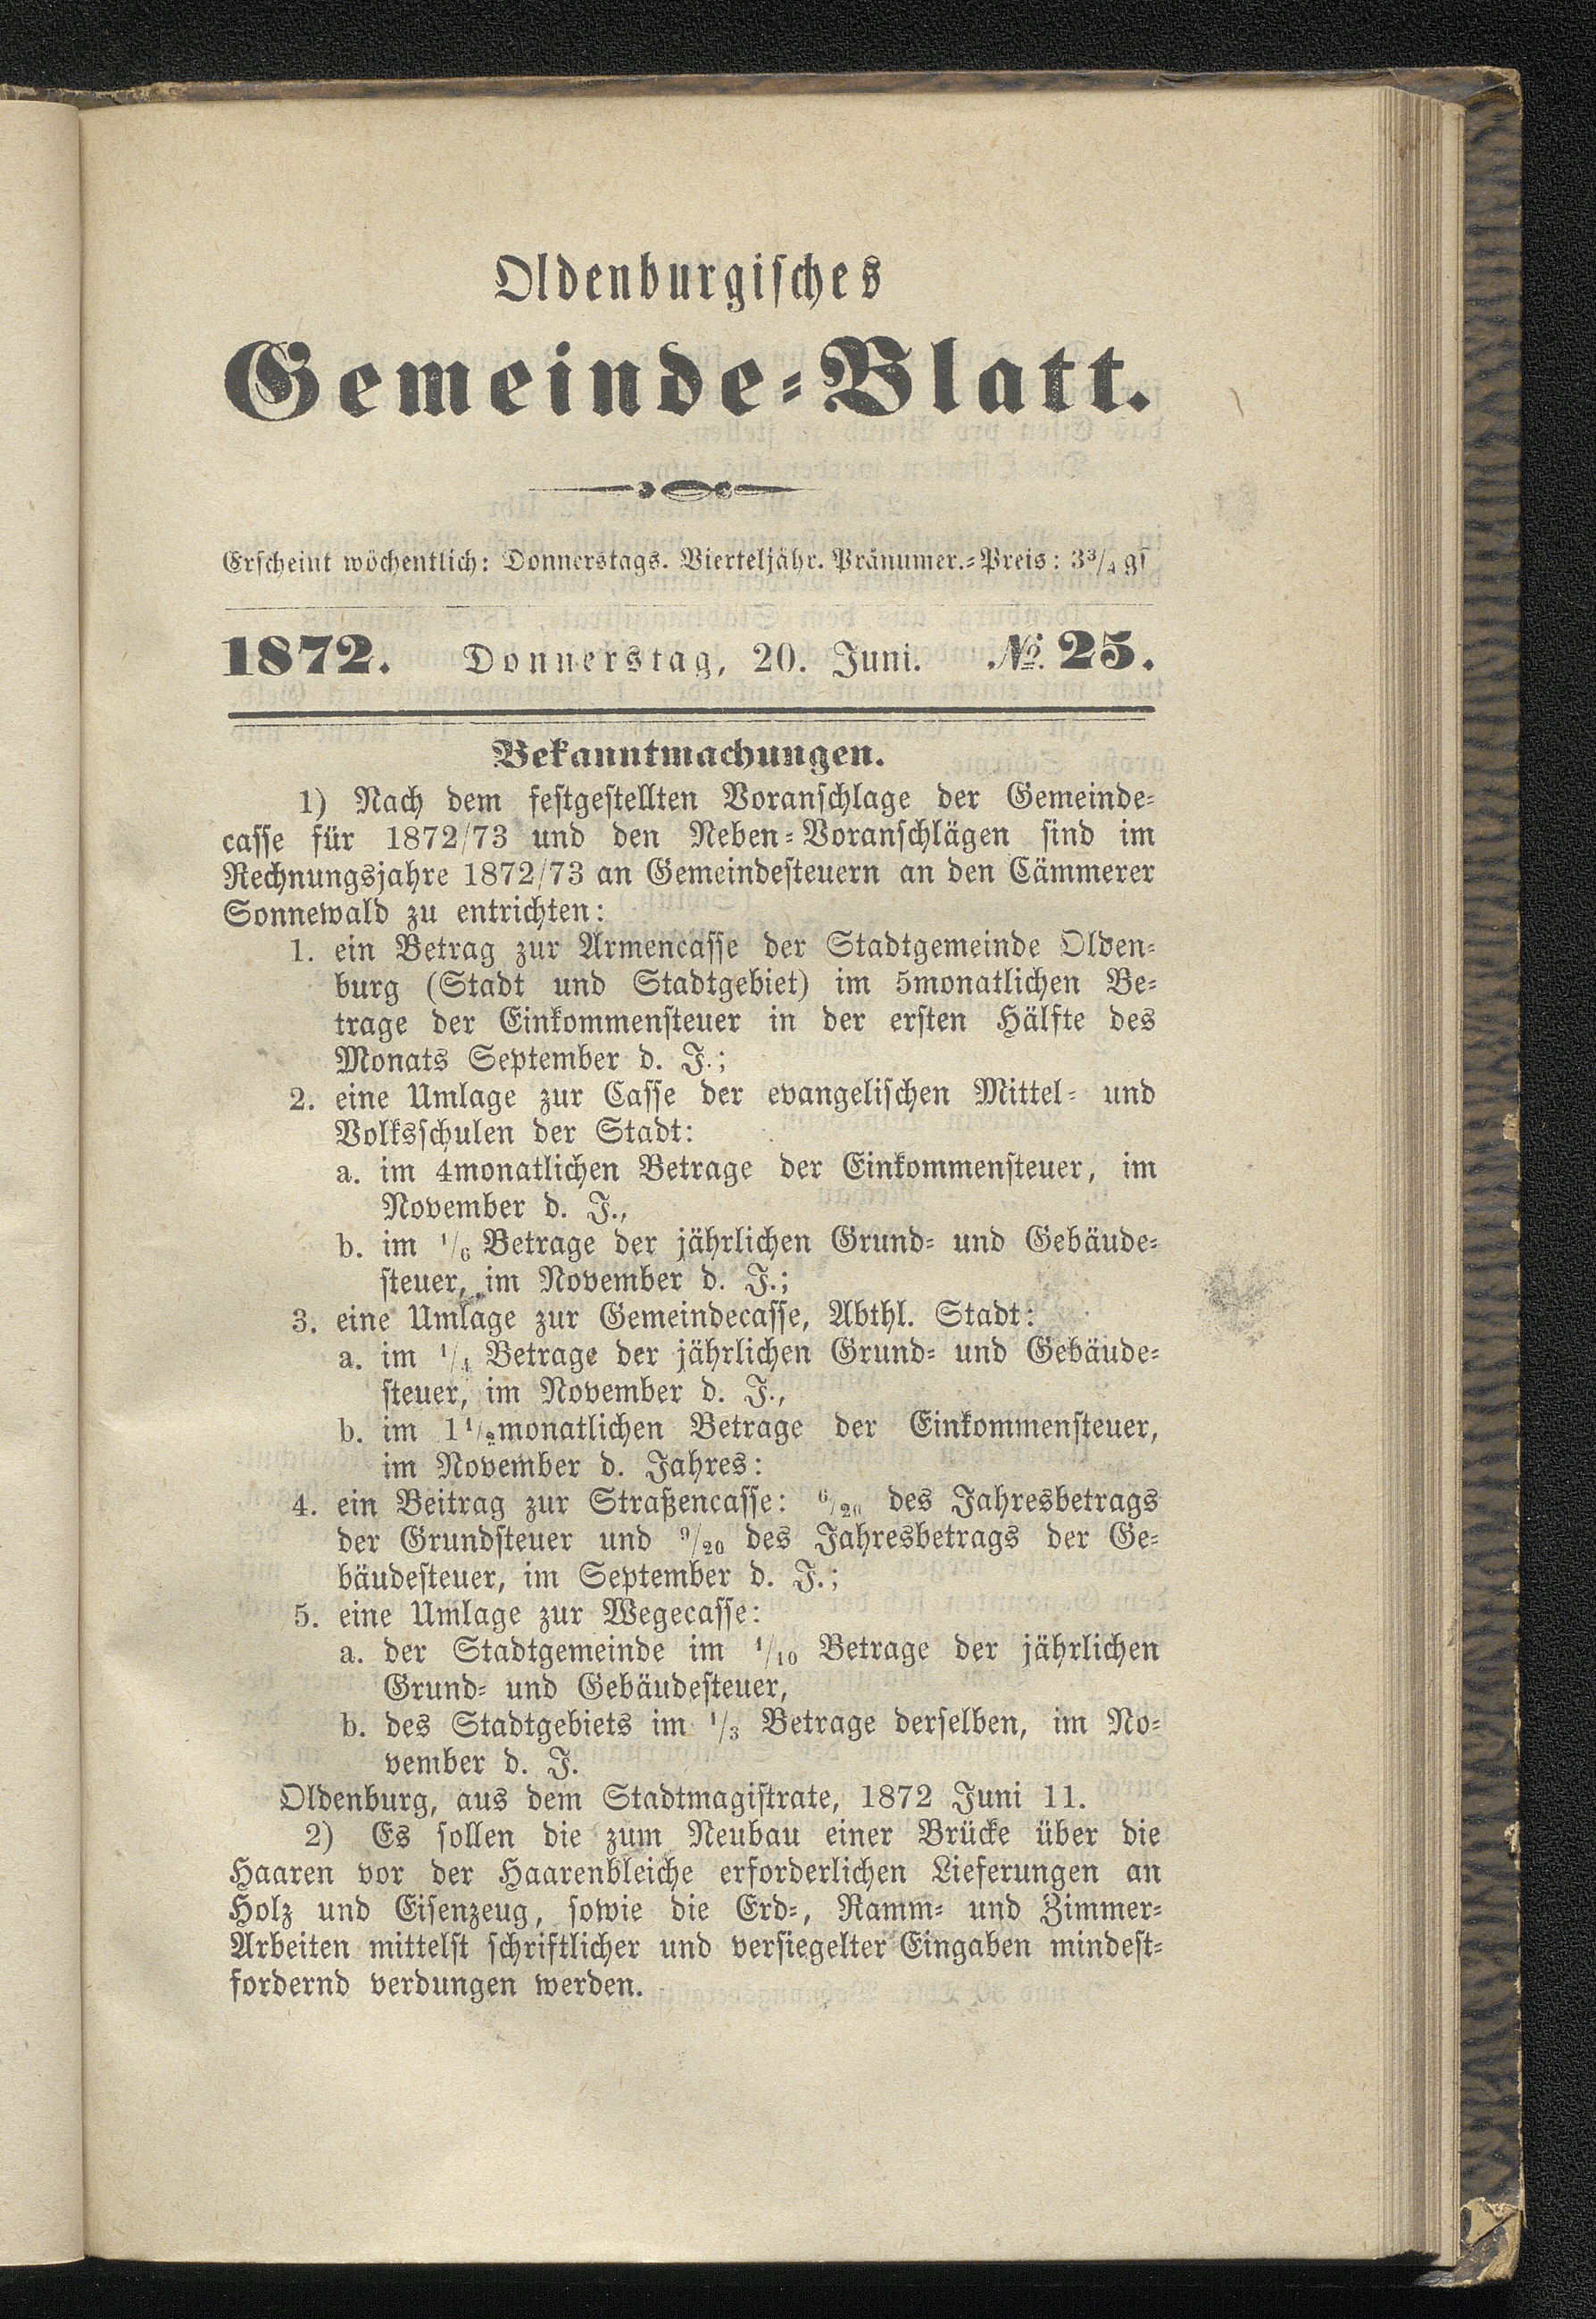 Oldenburgisches
Gemeinde-Blatt.
Erscheint wöchentlich: Donnerstags. Vierteljähr. Pränumer.-Preis: 3³/₄ gſ
1872. Donnerstag, 20. Juni. № 25.
Bekanntmachungen.
1) Nach dem festgestellten Voranschlage der Gemeinde-
casse für 1872/73 und den Neben-Voranschlägen sind im
Rechnungsjahre 1872/73 an Gemeindesteuern an den Cämmerer
Sonnewald zu entrichten:
1. ein Betrag zur Armencasse der Stadtgemeinde Olden-
burg (Stadt und Stadtgebiet) im 5monatlichen Be-
trage der Einkommensteuer in der ersten Hälfte des
Monats September d. J.;
2. eine Umlage zur Casse der evangelischen Mittel- und
Volksschulen der Stadt:
a. im 4monatlichen Betrage der Einkommensteuer, im
November d. J.,
b. im ¹/₆ Betrage der jährlichen Grund- und Gebäude-
steuer, im November d. J.;
3. eine Umlage zur Gemeindecasse, Abthl. Stadt:
a. im ¹/₄ Betrage der jährlichen Grund- und Gebäude-
steuer, im November d. J.,
b. im 1¹/₂monatlichen Betrage der Einkommensteuer,
im November d. Jahres:
4. ein Beitrag zur Straßencasse: ⁶/₂₀ des Jahresbetrags
der Grundsteuer und ⁹/₂₀ des Jahresbetrags der Ge-
bäudesteuer, im September d. J.;
5. eine Umlage zur Wegecasse:
a. der Stadtgemeinde im ¹/₁₀ Betrage der jährlichen
Grund- und Gebäudesteuer,
b. des Stadtgebiets im ¹/₃ Betrage derselben, im No-
vember d. J.
Oldenburg, aus dem Stadtmagistrate, 1872 Juni 11.
2) Es sollen die zum Neubau einer Brücke über die
Haaren vor der Haarenbleiche erforderlichen Lieferungen an
Holz und Eisenzeug, sowie die Erd-, Ramm- und Zimmer-
Arbeiten mittelst schriftlicher und versiegelter Eingaben mindest-
fordernd verdungen werden.